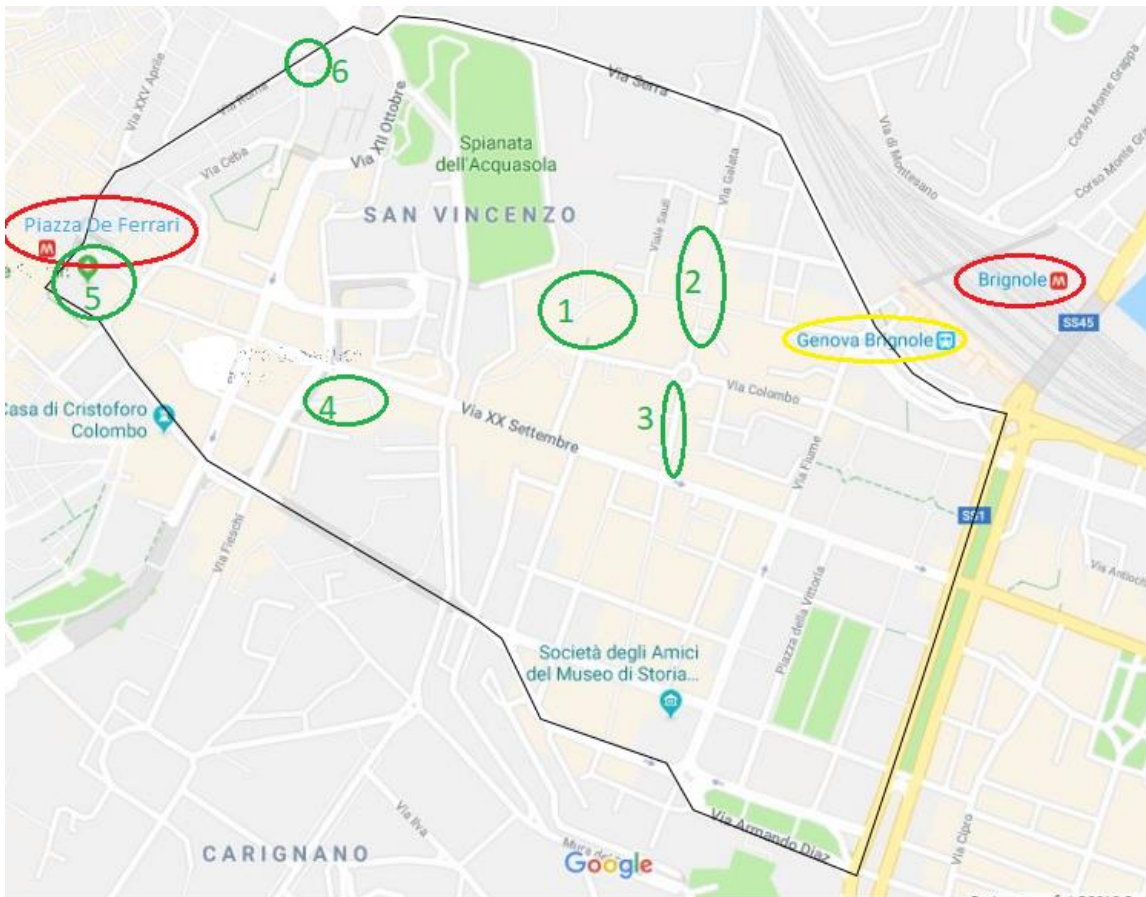 6
Via XXV Aprile
Via Roma
Via Serra
Via XII Ottobre
Via di Montesano
Corso Monte Grappa
Corso Monte Gr
Spianata
dell'Acquasola
Via Ceba
Via Galata
SAN VINCENZO
Viale Sauli
Piazza De Ferrari
M
5
2
1
Brignole M
SS45
Genova Brignole
Casa di Cristoforo
Colombo
4
3
Via Colombo
Via XX Settembre
Via Fiume
Via Fieschi
SS1
Via Antioch
Piazza della Vittoria
Società degli Amici
del Museo di Storia...
Via Armando Diaz
Via Ilva
Via Cipro
CARIGNANO
Mura de
Google